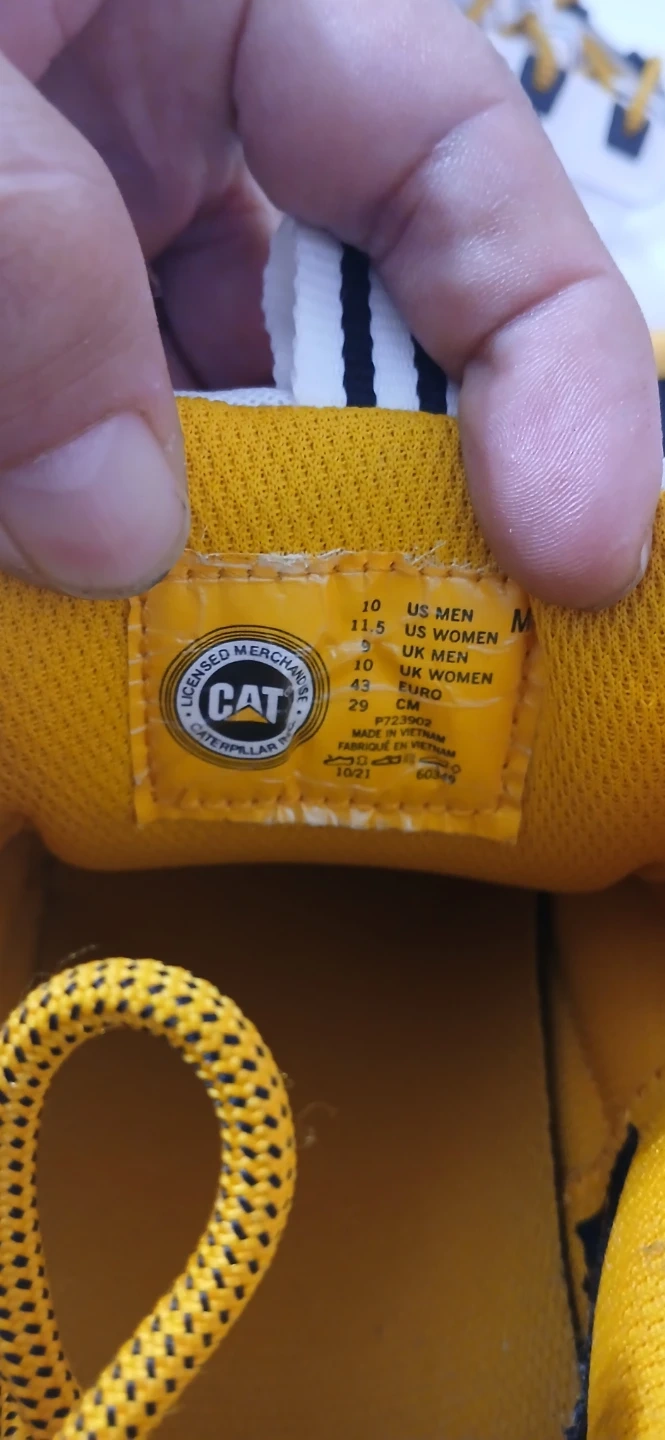 LICENSED MERCHANDISE
CAT
CATERPILLAR INC.
10 US MEN M
11.5 US WOMEN
9 UK MEN
10 UK WOMEN
43 EURO
29 CM
P723902
MADE IN VIETNAM
FABRIQUÉ EN VIETNAM
10/21 60349